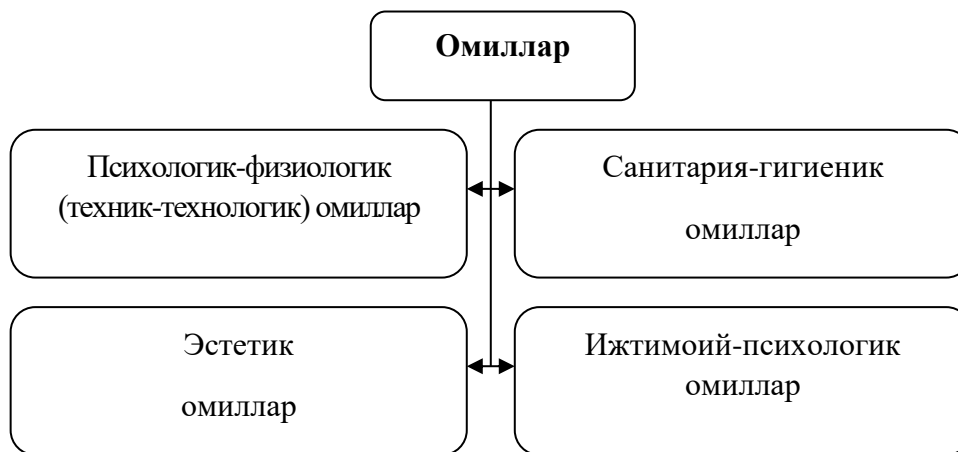 Омиллар
Психологик-физиологик
(техник-технологик) омиллар
Санитария-гигиеник
омиллар
Эстетик
омиллар
Ижтимоий-психологик
омиллар